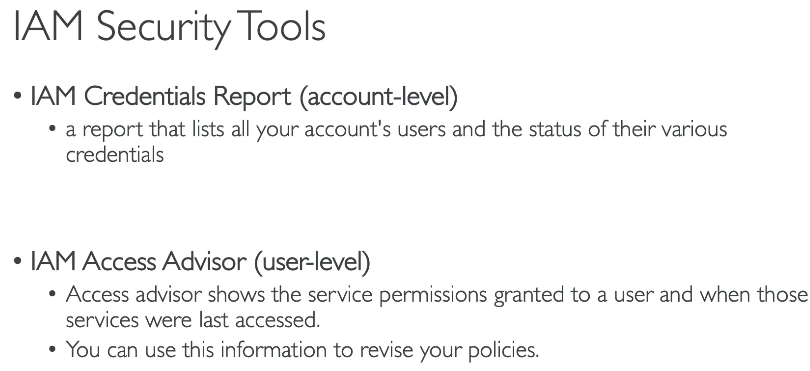 IAM Security Tools
• IAM Credentials Report (account-level)
• a report that lists all your account's users and the status of their various
credentials
• IAM Access Advisor (user-level)
• Access advisor shows the service permissions granted to a user and when those
services were last accessed.
• You can use this information to revise your policies.